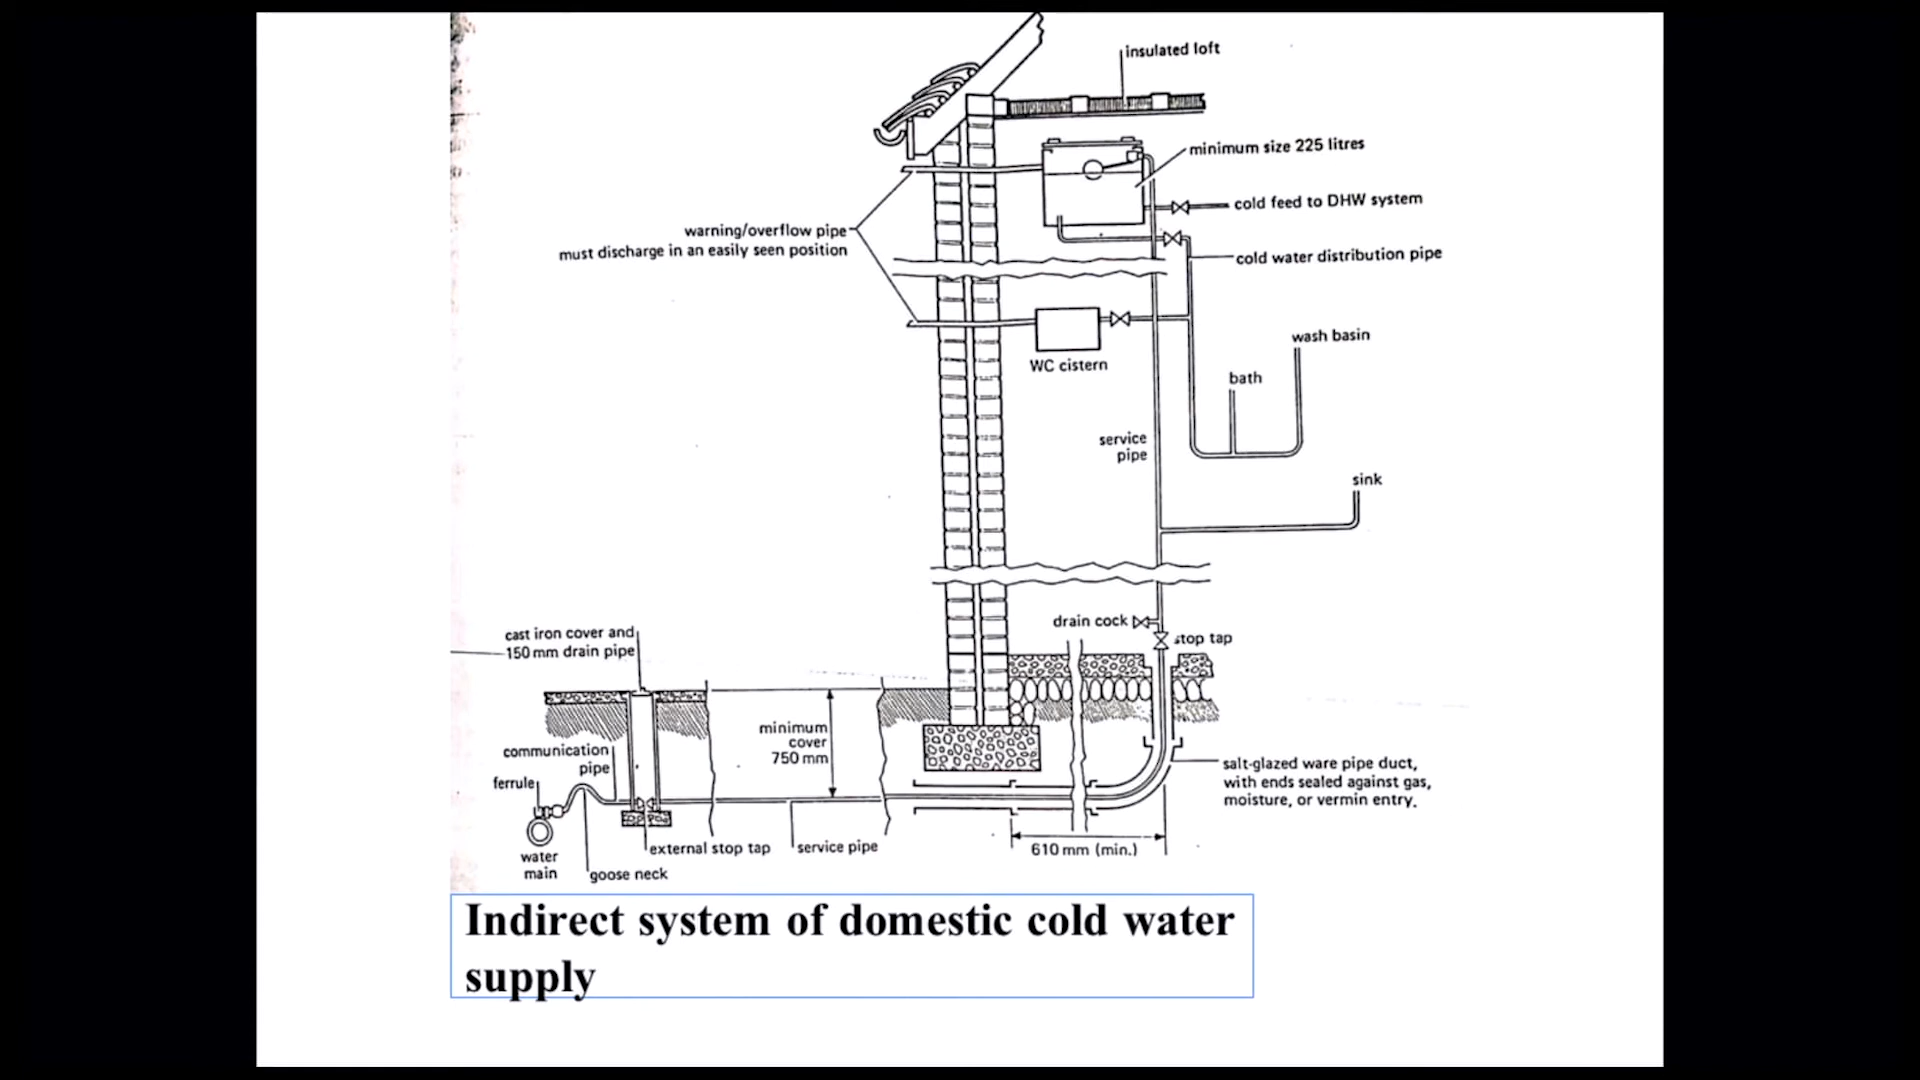 insulated loft
minimum size 225 litres
cold feed to DHW system
warning/overflow pipe
must discharge in an easily seen position
cold water distribution pipe
wash basin
WC cistern
bath
service
pipe
sink
drain cock
stop tap
cast iron cover and
150 mm drain pipe
minimum
cover
750 mm
communication
pipe
ferrule
salt-glazed ware pipe duct,
with ends sealed against gas,
moisture, or vermin entry.
external stop tap
service pipe
610 mm (min.)
water
main
goose neck
Indirect system of domestic cold water
supply